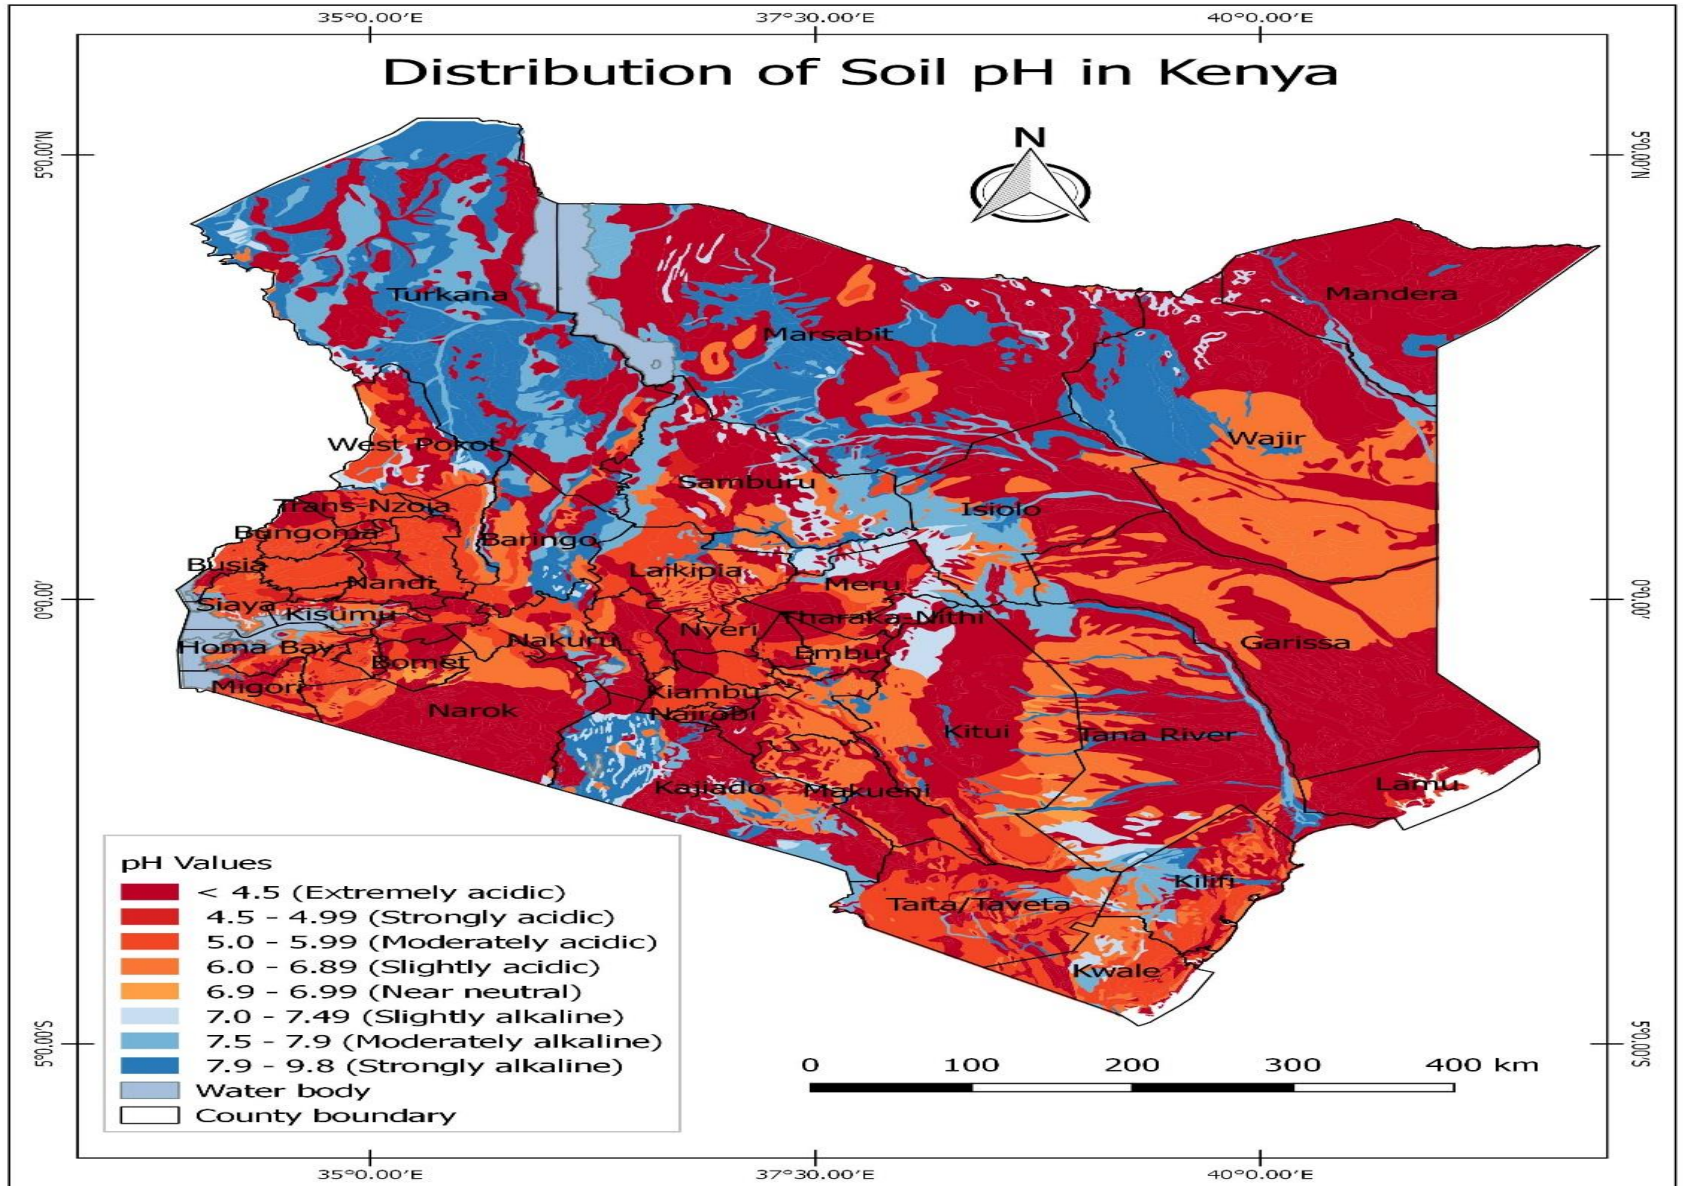 35°0.00′E 37°30.00′E 40°0.00′E
Distribution of Soil pH in Kenya
N
5°0.00′N 5°0.00′N
Turkana
Mandera
Marsabit
West Pokot
Wajir
Samburu
Trans-Nzoia
Isiolo
Bungoma
Baringo
Busia
Laikipia
Nandi
Meru
0°0.00′ 0°0.00′
Siaya
Kisumu
Tharaka-Nithi
Nyeri
Nakuru
Garissa
Homa Bay
Embu
Bomet
Migori
Kiambu
Narok
Nairobi
Kitui
Tana River
Kajiado
Makueni
Lamu
Kilifi
Taita/Taveta
Kwale
pH Values
< 4.5 (Extremely acidic)
4.5 - 4.99 (Strongly acidic)
5.0 - 5.99 (Moderately acidic)
6.0 - 6.89 (Slightly acidic)
6.9 - 6.99 (Near neutral)
7.0 - 7.49 (Slightly alkaline)
7.5 - 7.9 (Moderately alkaline)
7.9 - 9.8 (Strongly alkaline)
Water body
County boundary
5°0.00′S 5°0.00′S
0 100 200 300 400 km
35°0.00′E 37°30.00′E 40°0.00′E